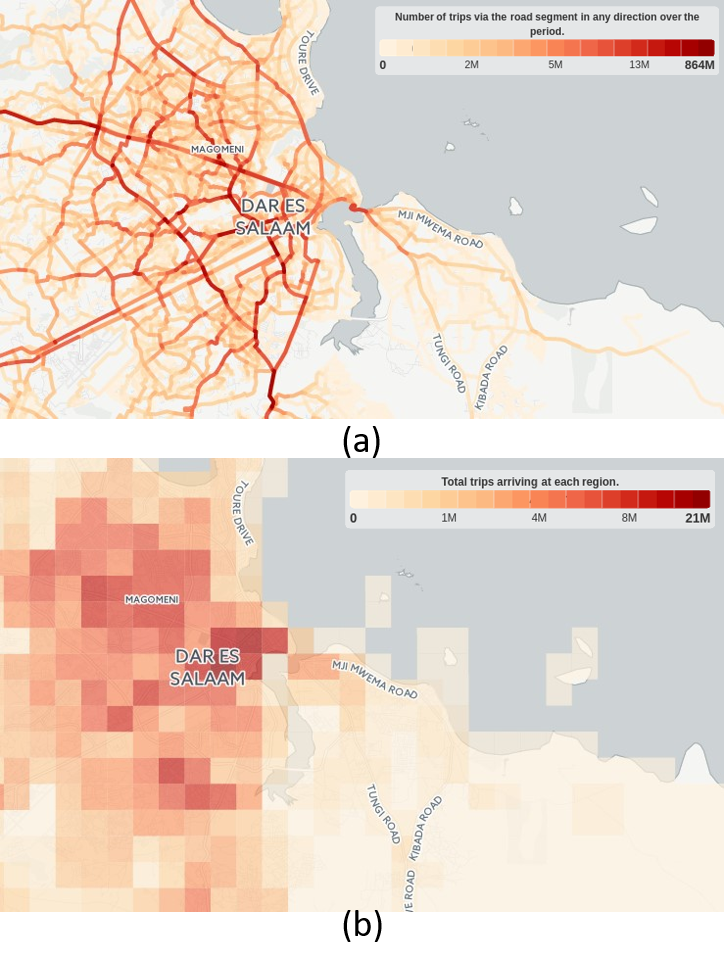 Number of trips via the road segment in any direction over the
period.
0 2M 5M 13M 864M
TOURE DRIVE
MAGOMENI
DAR ES
SALAAM
MJI MWEMA ROAD
TUNGI ROAD
KIBADA ROAD
(a)
Total trips arriving at each region.
0 1M 4M 8M 21M
TOURE DRIVE
MAGOMENI
DAR ES
SALAAM
MJI MWEMA ROAD
TUNGI ROAD
KIBADA ROAD
E ROAD
(b)